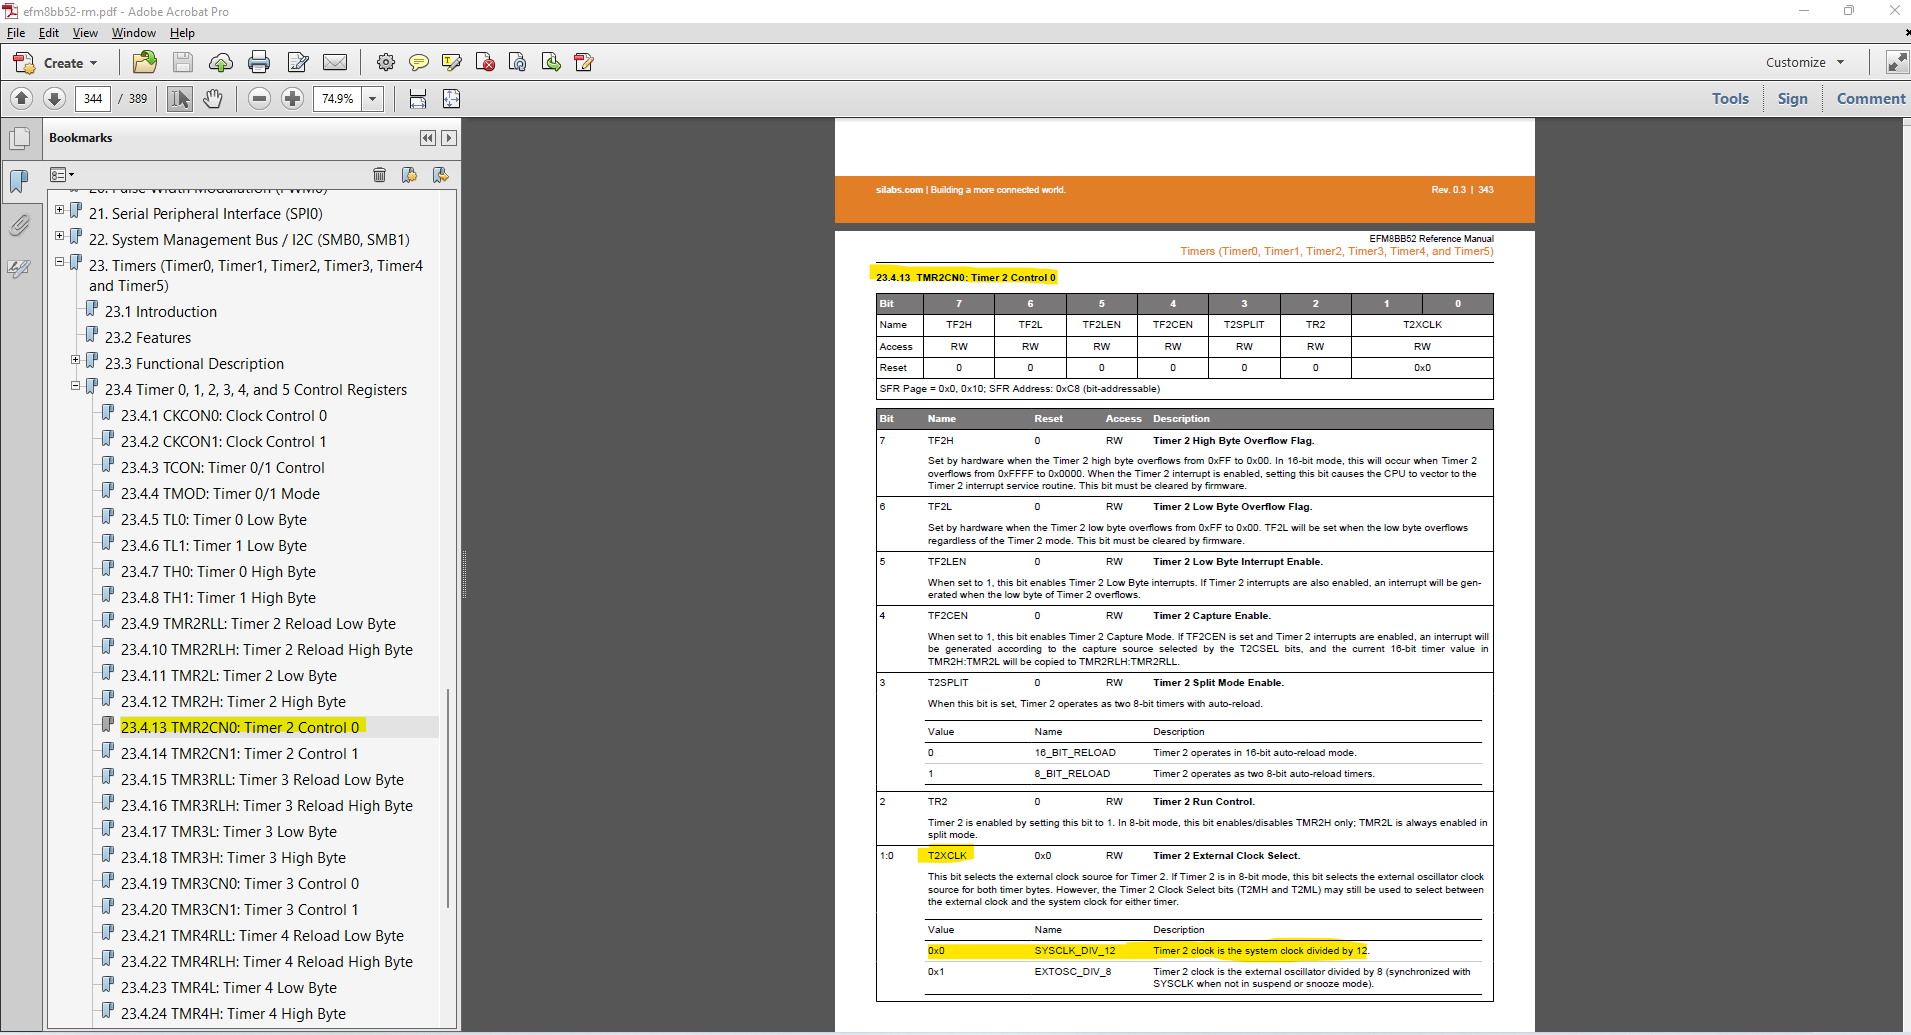 efm8bb52-rm.pdf - Adobe Acrobat Pro
File Edit View Window Help
Create
Customize
344 / 389
74.9%
Tools Sign Comment
Bookmarks
20. Pulse Width Modulation (PWM0)
21. Serial Peripheral Interface (SPI0)
22. System Management Bus / I2C (SMB0, SMB1)
23. Timers (Timer0, Timer1, Timer2, Timer3, Timer4
and Timer5)
23.1 Introduction
23.2 Features
23.3 Functional Description
23.4 Timer 0, 1, 2, 3, 4, and 5 Control Registers
23.4.1 CKCON0: Clock Control 0
23.4.2 CKCON1: Clock Control 1
23.4.3 TCON: Timer 0/1 Control
23.4.4 TMOD: Timer 0/1 Mode
23.4.5 TL0: Timer 0 Low Byte
23.4.6 TL1: Timer 1 Low Byte
23.4.7 TH0: Timer 0 High Byte
23.4.8 TH1: Timer 1 High Byte
23.4.9 TMR2RLL: Timer 2 Reload Low Byte
23.4.10 TMR2RLH: Timer 2 Reload High Byte
23.4.11 TMR2L: Timer 2 Low Byte
23.4.12 TMR2H: Timer 2 High Byte
23.4.13 TMR2CN0: Timer 2 Control 0
23.4.14 TMR2CN1: Timer 2 Control 1
23.4.15 TMR3RLL: Timer 3 Reload Low Byte
23.4.16 TMR3RLH: Timer 3 Reload High Byte
23.4.17 TMR3L: Timer 3 Low Byte
23.4.18 TMR3H: Timer 3 High Byte
23.4.19 TMR3CN0: Timer 3 Control 0
23.4.20 TMR3CN1: Timer 3 Control 1
23.4.21 TMR4RLL: Timer 4 Reload Low Byte
23.4.22 TMR4RLH: Timer 4 Reload High Byte
23.4.23 TMR4L: Timer 4 Low Byte
23.4.24 TMR4H: Timer 4 High Byte
silabs.com | Building a more connected world. Rev. 0.3 | 343
EFM8BB52 Reference Manual
Timers (Timer0, Timer1, Timer2, Timer3, Timer4, and Timer5)
23.4.13 TMR2CN0: Timer 2 Control 0
Bit 7 6 5 4 3 2 1 0
Name TF2H TF2L TF2LEN TF2CEN T2SPLIT TR2 T2XCLK
Access RW RW RW RW RW RW RW
Reset 0 0 0 0 0 0 0x0
SFR Page = 0x0, 0x10; SFR Address: 0xC8 (bit-addressable)
Bit Name Reset Access Description
7 TF2H 0 RW Timer 2 High Byte Overflow Flag.
Set by hardware when the Timer 2 high byte overflows from 0xFF to 0x00. In 16-bit mode, this will occur when Timer 2
overflows from 0xFFFF to 0x0000. When the Timer 2 interrupt is enabled, setting this bit causes the CPU to vector to the
Timer 2 interrupt service routine. This bit must be cleared by firmware.
6 TF2L 0 RW Timer 2 Low Byte Overflow Flag.
Set by hardware when the Timer 2 low byte overflows from 0xFF to 0x00. TF2L will be set when the low byte overflows
regardless of the Timer 2 mode. This bit must be cleared by firmware.
5 TF2LEN 0 RW Timer 2 Low Byte Interrupt Enable.
When set to 1, this bit enables Timer 2 Low Byte interrupts. If Timer 2 interrupts are also enabled, an interrupt will be gen-
erated when the low byte of Timer 2 overflows.
4 TF2CEN 0 RW Timer 2 Capture Enable.
When set to 1, this bit enables Timer 2 Capture Mode. If TF2CEN is set and Timer 2 interrupts are enabled, an interrupt will
be generated according to the capture source selected by the T2CSEL bits, and the current 16-bit timer value in
TMR2H:TMR2L will be copied to TMR2RLH:TMR2RLL.
3 T2SPLIT 0 RW Timer 2 Split Mode Enable.
When this bit is set, Timer 2 operates as two 8-bit timers with auto-reload.
Value Name Description
0 16_BIT_RELOAD Timer 2 operates in 16-bit auto-reload mode.
1 8_BIT_RELOAD Timer 2 operates as two 8-bit auto-reload timers.
2 TR2 0 RW Timer 2 Run Control.
Timer 2 is enabled by setting this bit to 1. In 8-bit mode, this bit enables/disables TMR2H only; TMR2L is always enabled in
split mode.
1:0 T2XCLK 0x0 RW Timer 2 External Clock Select.
This bit selects the external clock source for Timer 2. If Timer 2 is in 8-bit mode, this bit selects the external oscillator clock
source for both timer bytes. However, the Timer 2 Clock Select bits (T2MH and T2ML) may still be used to select between
the external clock and the system clock for either timer.
Value Name Description
0x0 SYSCLK_DIV_12 Timer 2 clock is the system clock divided by 12.
0x1 EXTOSC_DIV_8 Timer 2 clock is the external oscillator divided by 8 (synchronized with
SYSCLK when not in suspend or snooze mode).